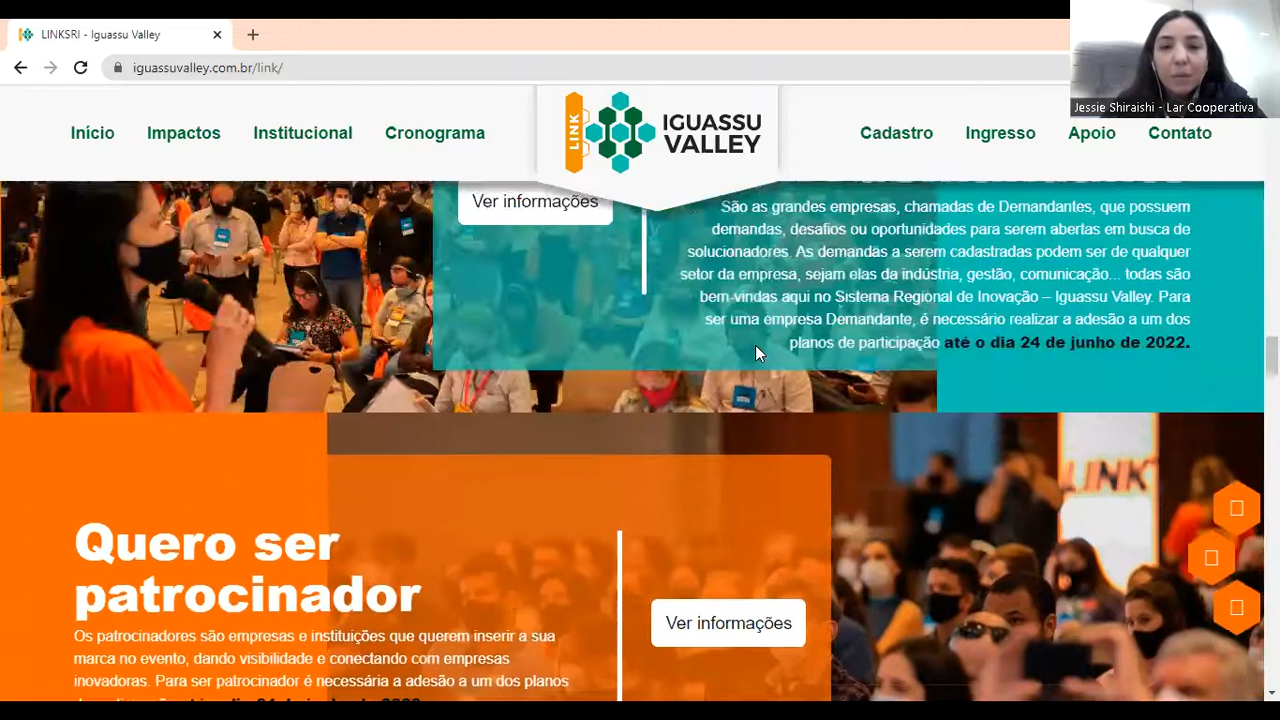 LINKSRI - Iguassu Valley
iguassuvalley.com.br/link/
Jessie Shiraishi - Lar Cooperativa
Início
Impactos
Institucional
Cronograma
LINK
IGUASSU
VALLEY
Cadastro
Ingresso
Apoio
Contato
Ver informações
São as grandes empresas, chamadas de Demandantes, que possuem
demandas, desafios ou oportunidades para serem abertas em busca de
solucionadores. As demandas a serem cadastradas podem ser de qualquer
setor da empresa, sejam elas da indústria, gestão, comunicação... todas são
bem-vindas aqui no Sistema Regional de Inovação – Iguassu Valley. Para
ser uma empresa Demandante, é necessário realizar a adesão a um dos
planos de participação até o dia 24 de junho de 2022.
LINK
Quero ser
patrocinador
Os patrocinadores são empresas e instituições que querem inserir a sua
marca no evento, dando visibilidade e conectando com empresas
inovadoras. Para ser patrocinador é necessária a adesão a um dos planos
Ver informações